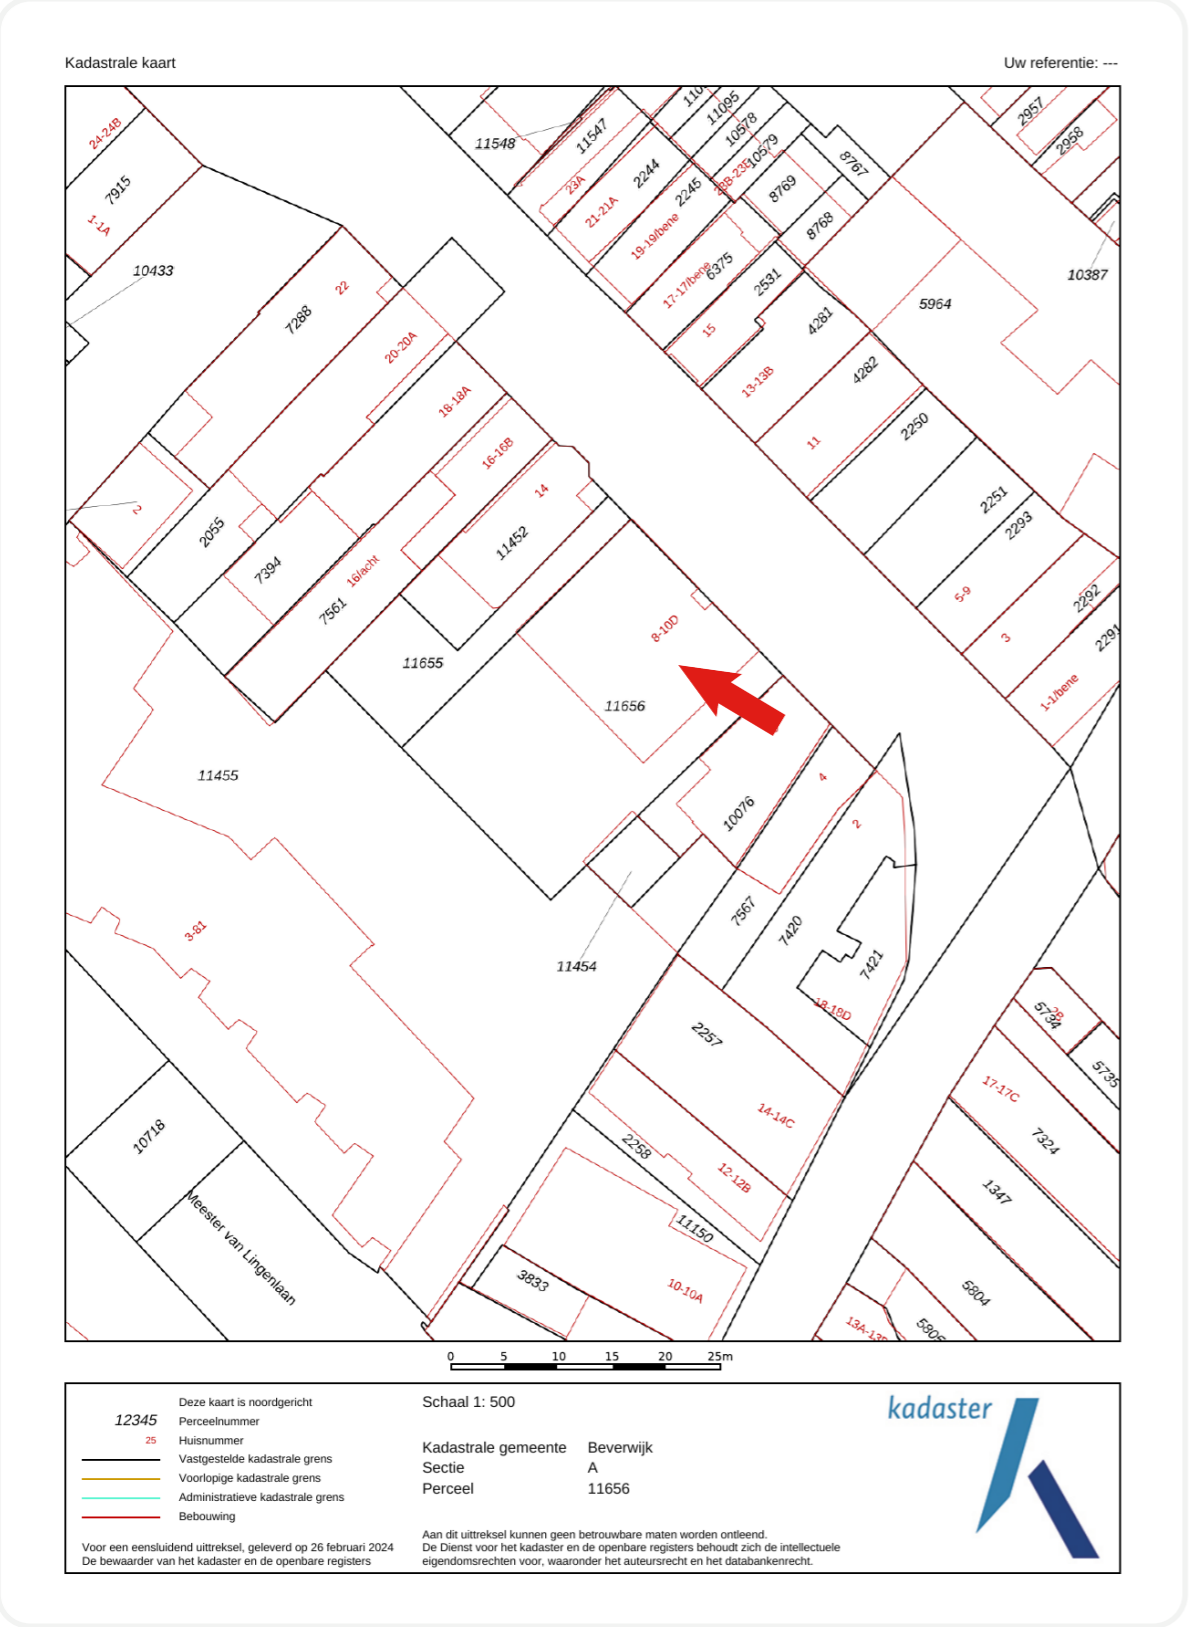 Kadastrale kaart
Uw referentie: ---
24-24B
7915
1-1A
10433
22
7288
20-20A
18-18A
16-16B
14
2
2055
7394
16/acht
7561
11452
11655
11548
11547
23A
2244
21-21A
2245
19-19/bene
17-17/bene
6375
11095
10578
10579
8769
8767
8768
2531
15
4281
13-13B
4282
11
2250
2251
2293
5-9
3
2292
2291
1-1/bene
5964
2957
2958
10387
8-10D
11656
11455
10076
4
2
7567
7420
7421
18-18D
11454
3-81
2257
14-14C
2258
12-12B
11150
10-10A
3833
10718
Meester van Lingenlaan
2B
5734
5735
17-17C
7324
1347
5804
0 5 10 15 20 25m
Deze kaart is noordgericht
12345 Perceelnummer
25 Huisnummer
Vastgestelde kadastrale grens
Voorlopige kadastrale grens
Administratieve kadastrale grens
Bebouwing
Voor een eensluidend uittreksel, geleverd op 26 februari 2024
De bewaarder van het kadaster en de openbare registers
Schaal 1: 500
Kadastrale gemeente Beverwijk
Sectie A
Perceel 11656
Aan dit uittreksel kunnen geen betrouwbare maten worden ontleend.
De Dienst voor het kadaster en de openbare registers behoudt zich de intellectuele
eigendomsrechten voor, waaronder het auteursrecht en het databankenrecht.
kadaster